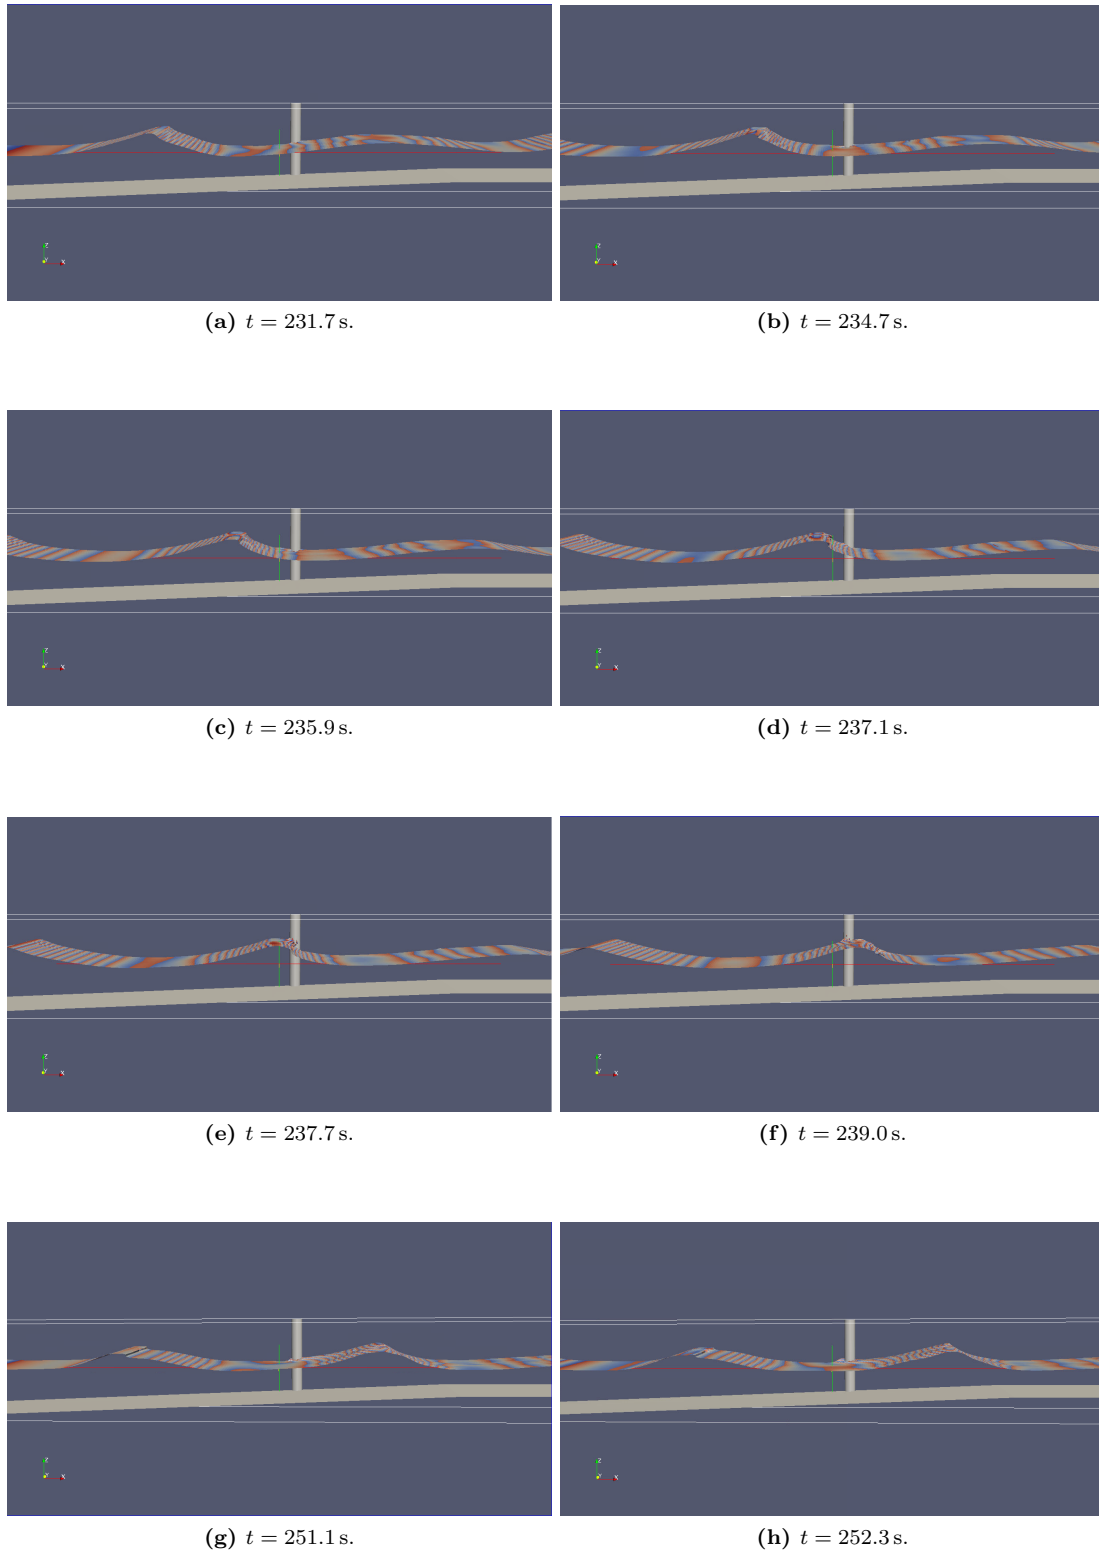 (a) t = 231.7 s.
(b) t = 234.7 s.
(c) t = 235.9 s.
(d) t = 237.1 s.
(e) t = 237.7 s.
(f) t = 239.0 s.
(g) t = 251.1 s.
(h) t = 252.3 s.